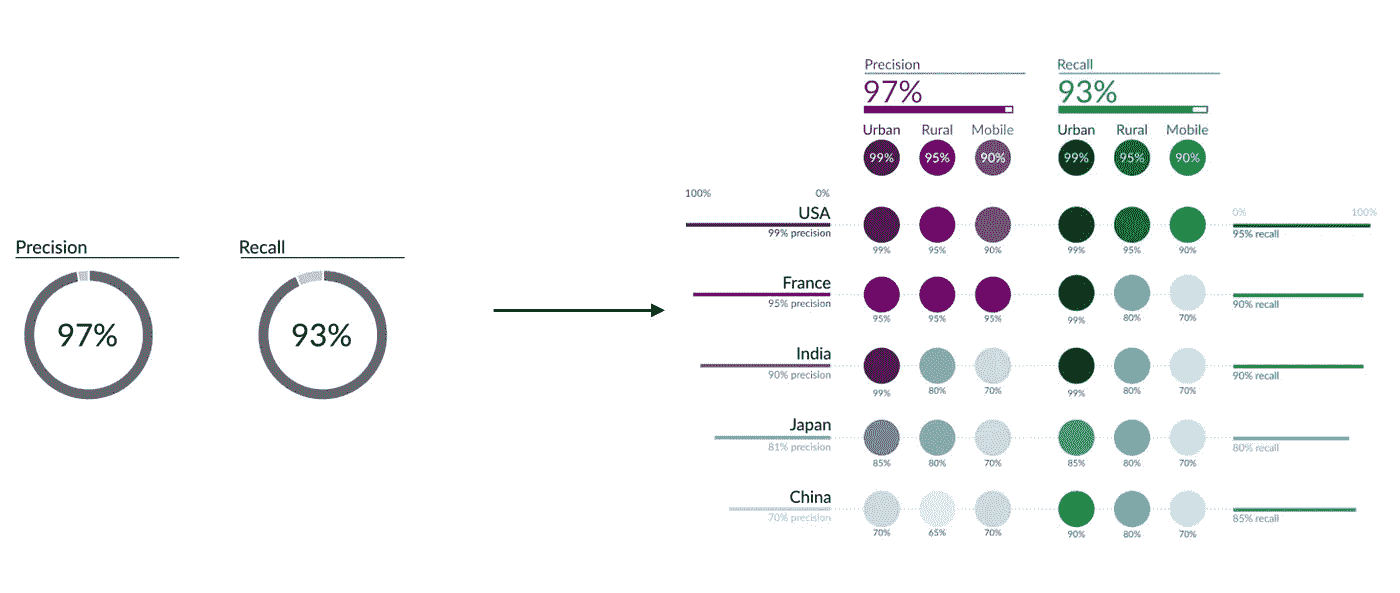 Precision Recall
97% 93%
Precision Recall
97% 93%
Urban Rural Mobile Urban Rural Mobile
99% 95% 90% 99% 95% 90%
100% 0%
USA 0% 100%
99% precision 95% recall
99% 95% 90% 99% 95% 90%
France
95% precision 90% recall
95% 95% 95% 99% 80% 70%
India
90% precision 90% recall
99% 80% 70% 99% 80% 70%
Japan
81% precision 80% recall
85% 80% 70% 85% 80% 70%
China
70% precision 85% recall
70% 65% 70% 90% 80% 70%